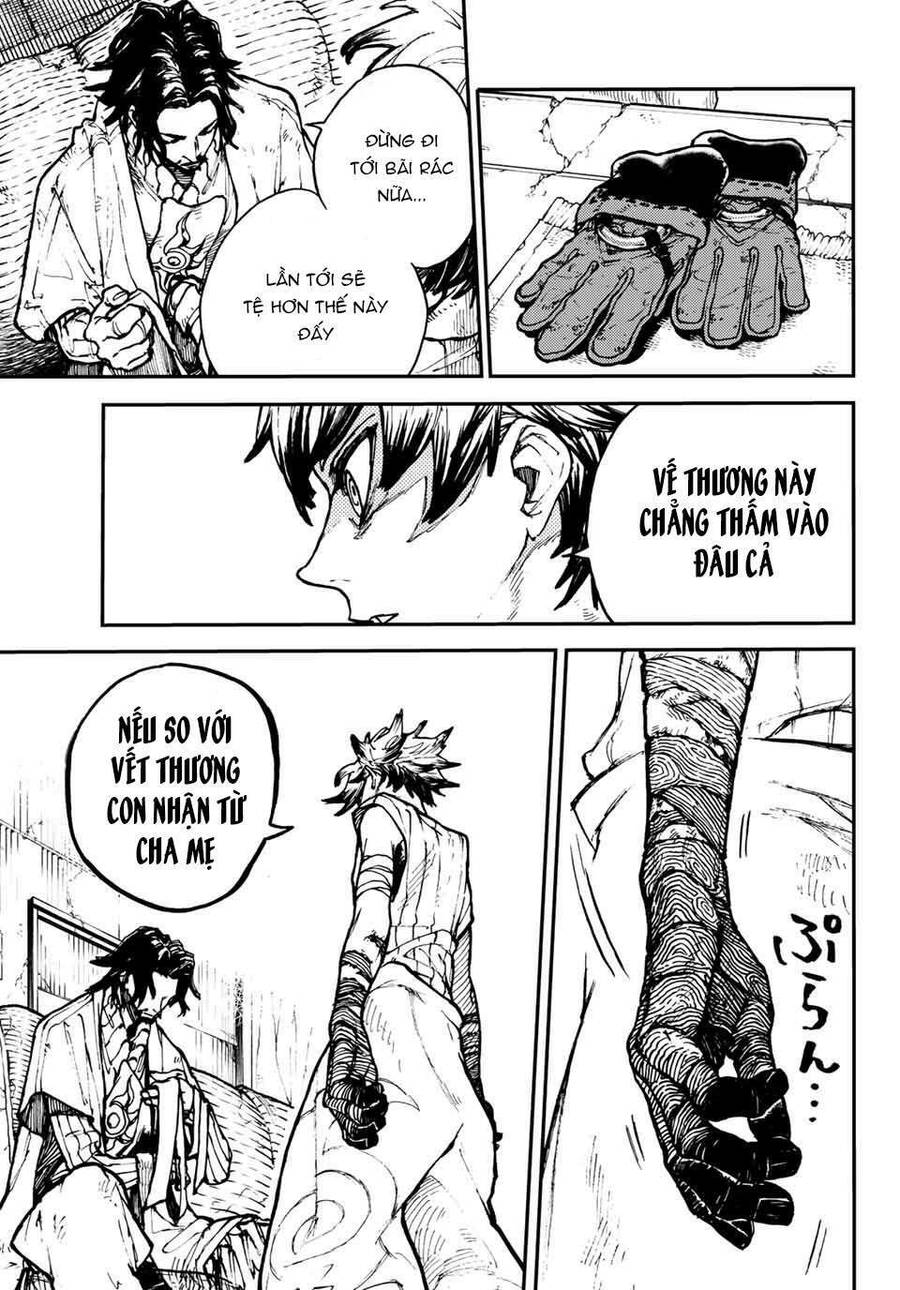 ĐỪNG ĐI
TỚI BÃI RÁC
NỮA...
LẦN TỚI SẼ
TỆ HƠN THẾ NÀY
ĐẤY
VẾ THƯƠNG NÀY
CHẲNG THẤM VÀO
ĐÂU CẢ
ぷらん...
NẾU SO VỚI
VẾT THƯƠNG
CON NHẬN TỪ
CHA MẸ